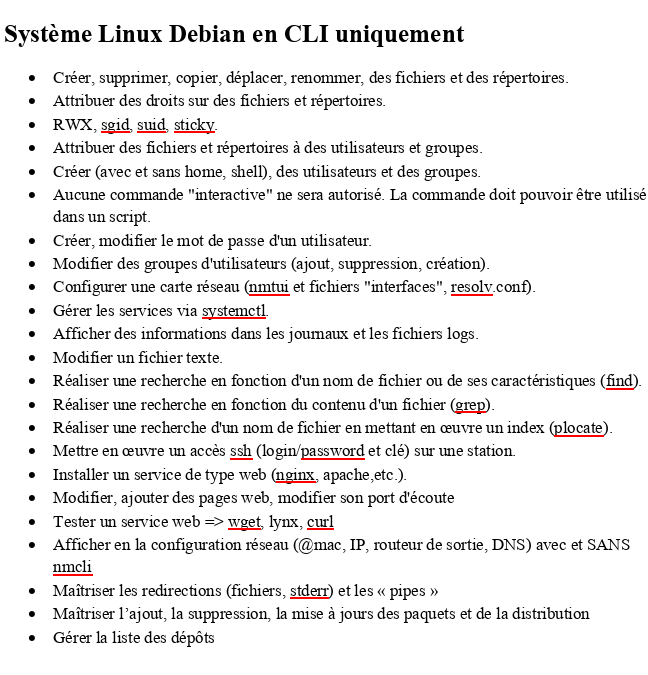 Système Linux Debian en CLI uniquement
• Créer, supprimer, copier, déplacer, renommer, des fichiers et des répertoires.
• Attribuer des droits sur des fichiers et répertoires.
• RWX, sgid, suid, sticky.
• Attribuer des fichiers et répertoires à des utilisateurs et groupes.
• Créer (avec et sans home, shell), des utilisateurs et des groupes.
• Aucune commande "interactive" ne sera autorisé. La commande doit pouvoir être utilisé
dans un script.
• Créer, modifier le mot de passe d'un utilisateur.
• Modifier des groupes d'utilisateurs (ajout, suppression, création).
• Configurer une carte réseau (nmtui et fichiers "interfaces", resolv.conf).
• Gérer les services via systemctl.
• Afficher des informations dans les journaux et les fichiers logs.
• Modifier un fichier texte.
• Réaliser une recherche en fonction d'un nom de fichier ou de ses caractéristiques (find).
• Réaliser une recherche en fonction du contenu d'un fichier (grep).
• Réaliser une recherche d'un nom de fichier en mettant en œuvre un index (plocate).
• Mettre en œuvre un accès ssh (login/password et clé) sur une station.
• Installer un service de type web (nginx, apache,etc.).
• Modifier, ajouter des pages web, modifier son port d'écoute
• Tester un service web => wget, lynx, curl
• Afficher en la configuration réseau (@mac, IP, routeur de sortie, DNS) avec et SANS
nmcli
• Maîtriser les redirections (fichiers, stderr) et les « pipes »
• Maîtriser l’ajout, la suppression, la mise à jours des paquets et de la distribution
• Gérer la liste des dépôts